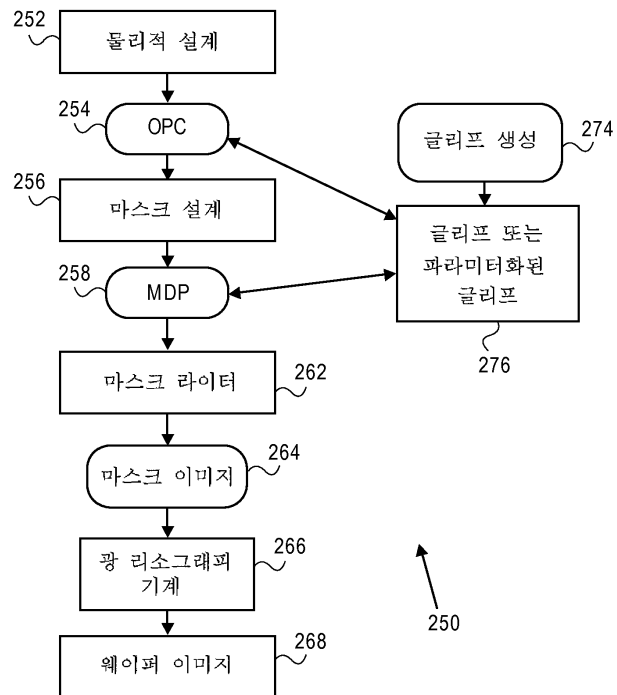 252
물리적 설계
254
OPC
256
마스크 설계
258
MDP
마스크 라이터
262
마스크 이미지
264
광 리소그래피
기계
266
웨이퍼 이미지
268
글리프 생성
274
글리프 또는
파라미터화된
글리프
276
250